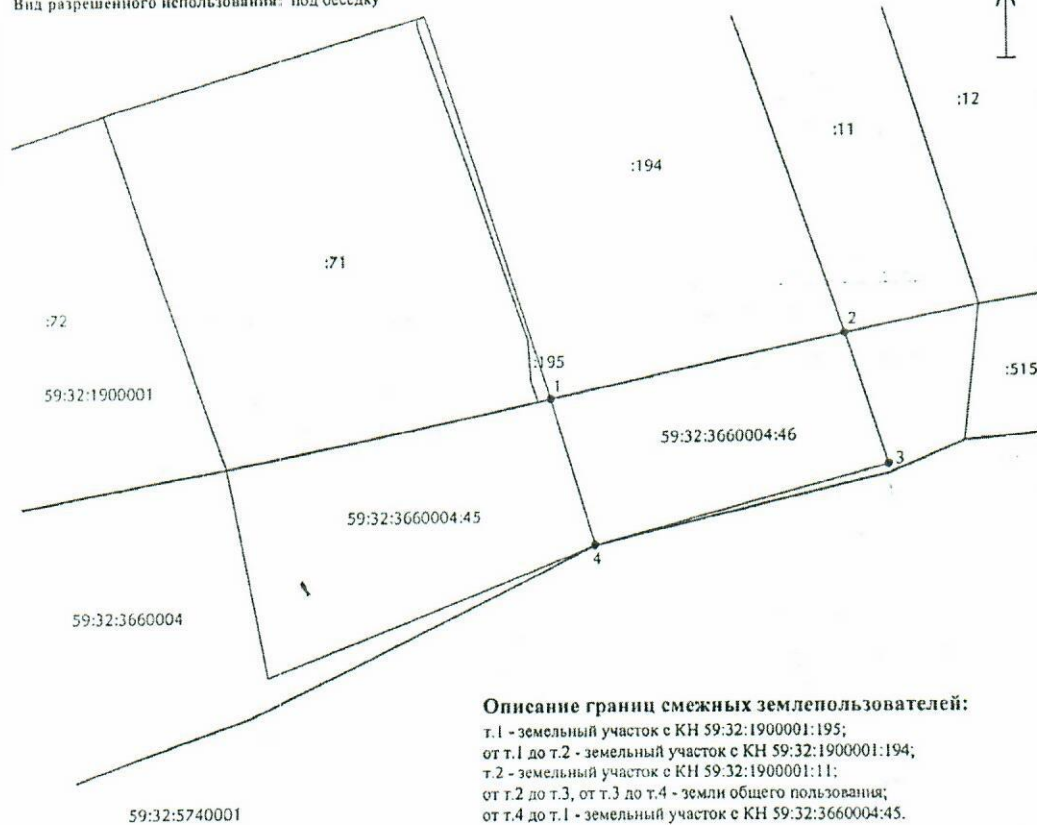 Вид разрешенного использования: под беседку
:12
:11
:194
:71
:72
2
:195
:515
59:32:1900001
1
59:32:3660004:46
3
59:32:3660004:45
4
59:32:3660004
Описание границ смежных землепользователей:
т.1 - земельный участок с КН 59:32:1900001:195;
от т.1 до т.2 - земельный участок с КН 59:32:1900001:194;
т.2 - земельный участок с КН 59:32:1900001:11;
от т.2 до т.3, от т.3 до т.4 - земли общего пользования;
от т.4 до т.1 - земельный участок с КН 59:32:3660004:45.
59:32:5740001